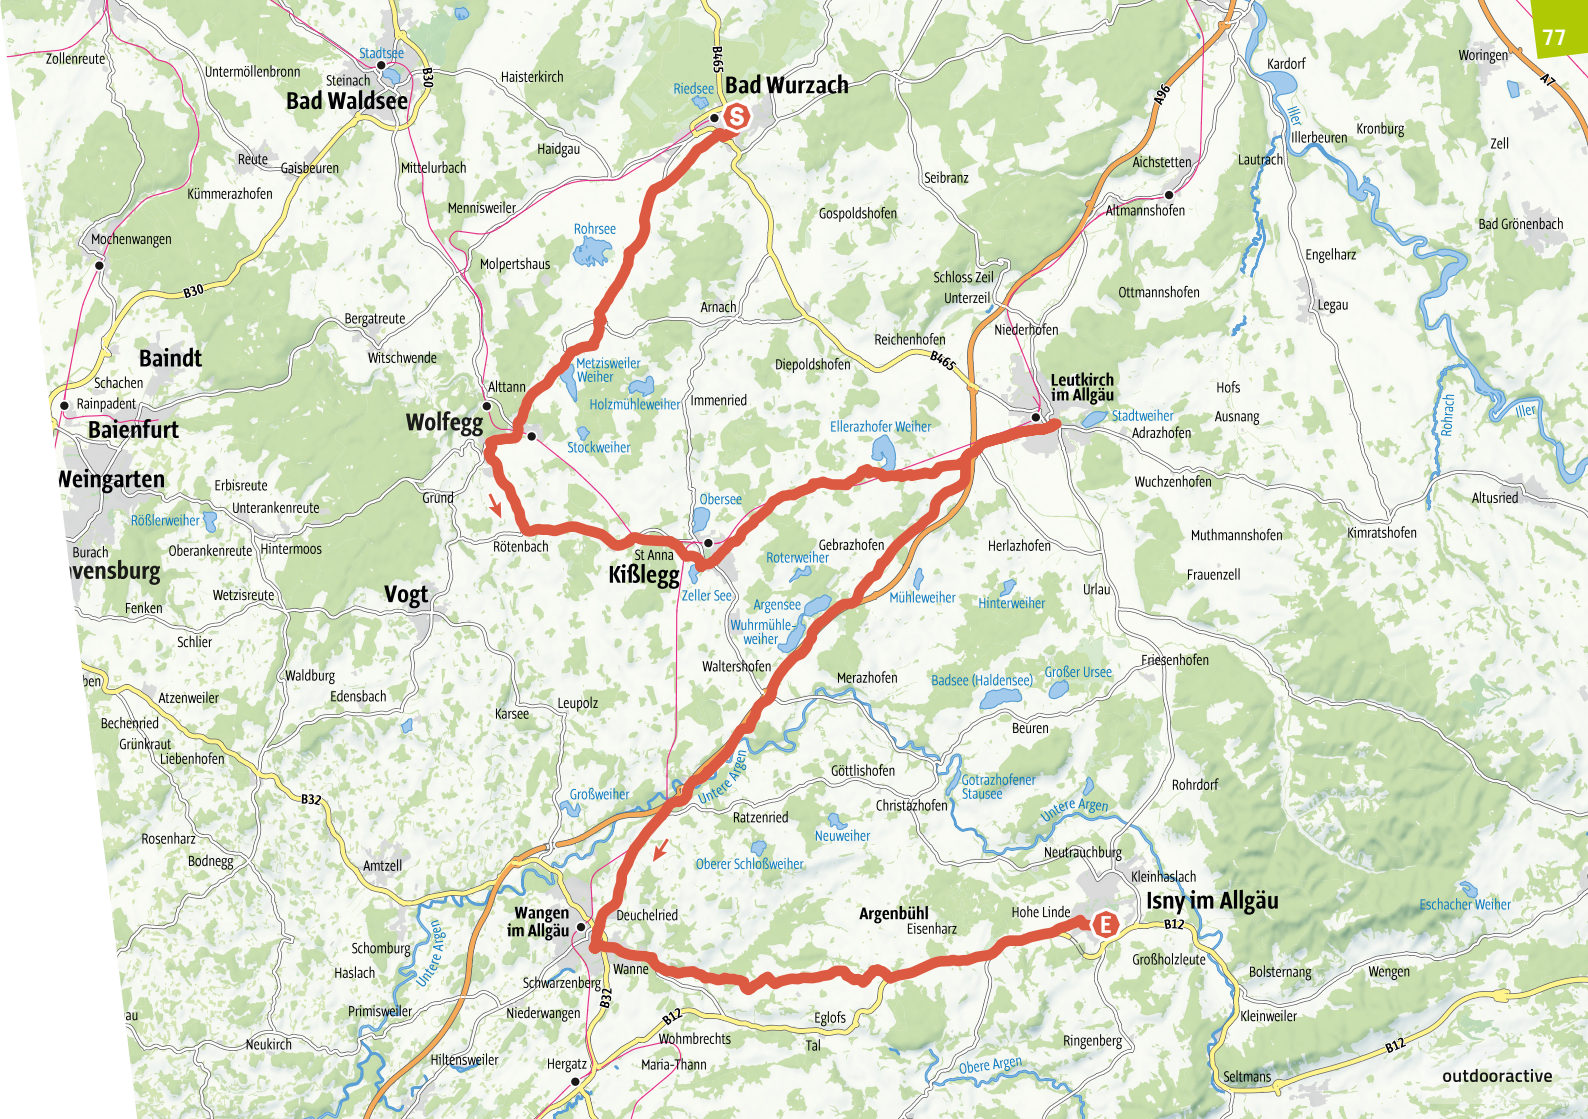 77
Zollenreute
Stadtsee
Untermöllenbronn
Steinach
B30
Haisterkirch
B465
Bad Wurzach
Riedsee
S
Kardorf
Woringen
A7
A96
Iller
Bad Waldsee
Illerbeuren
Kronburg
Zell
Reute
Gaisbeuren
Mittelurbach
Haidgau
Aichstetten
Lautrach
Kümmerazhofen
Seibranz
Mennisweiler
Gospoldshofen
Altmannshofen
Bad Grönenbach
Mochenwangen
Rohrsee
Molpertshaus
Schloss Zeil
Engelharz
B30
Unterzeil
Ottmannshofen
Legau
Bergatreute
Arnach
Niederhofen
Reichenhofen
Baindt
Witschwende
Metzisweiler
Weiher
Diepoldshofen
B465
Schachen
Alttann
Leutkirch
im Allgäu
Hofs
Rainpadent
Holzmühleweiher
Immenried
Stadtweiher
Ausnang
Rohrach
Iller
Baienfurt
Wolfegg
Ellerazhofer Weiher
Adrazhofen
Stockweiher
Weingarten
Erbisreute
Grund
Obersee
Wuchzenhofen
Altusried
Rößlerweiher
Unterankenreute
Kimratshofen
Burach
Oberankenreute
Hintermoos
Rötenbach
St Anna
Gebrazhofen
Herlazhofen
Muthmannshofen
vensburg
Kißlegg
Roterweiher
Frauenzell
Fenken
Wetzisreute
Vogt
Zeller See
Argensee
Mühleweiher
Hinterweiher
Urlau
Schlier
Wuhrmühle-
weiher
Waldburg
Waltershofen
Merazhofen
Friesenhofen
ben
Atzenweiler
Edensbach
Leupolz
Badsee (Haldensee)
Großer Ursee
Bechenried
Karsee
Beuren
Grünkraut
Liebenhofen
Untere Argen
Göttlishofen
Gotrazhofener
Stausee
Rohrdorf
B32
Großweiher
Christazhofen
Untere Argen
Ratzenried
Rosenharz
Neuweiher
Bodnegg
Amtzell
Oberer Schloßweiher
Neutrauchburg
Kleinhaslach
Wangen
im Allgäu
Deuchelried
Argenbühl
Eisenharz
Hohe Linde
E
Isny im Allgäu
Eschacher Weiher
B12
Schomburg
Untere Argen
Haslach
Wanne
Großholzleute
Bolsternang
Wengen
Schwarzenberg
B32
Primisweiler
Niederwangen
B12
Eglofs
au
Kleinweiler
Neukirch
Wohmbrechts
Tal
Ringenberg
B12
Hiltensweiler
Hergatz
Maria-Thann
Obere Argen
Seltmans
outdooractive